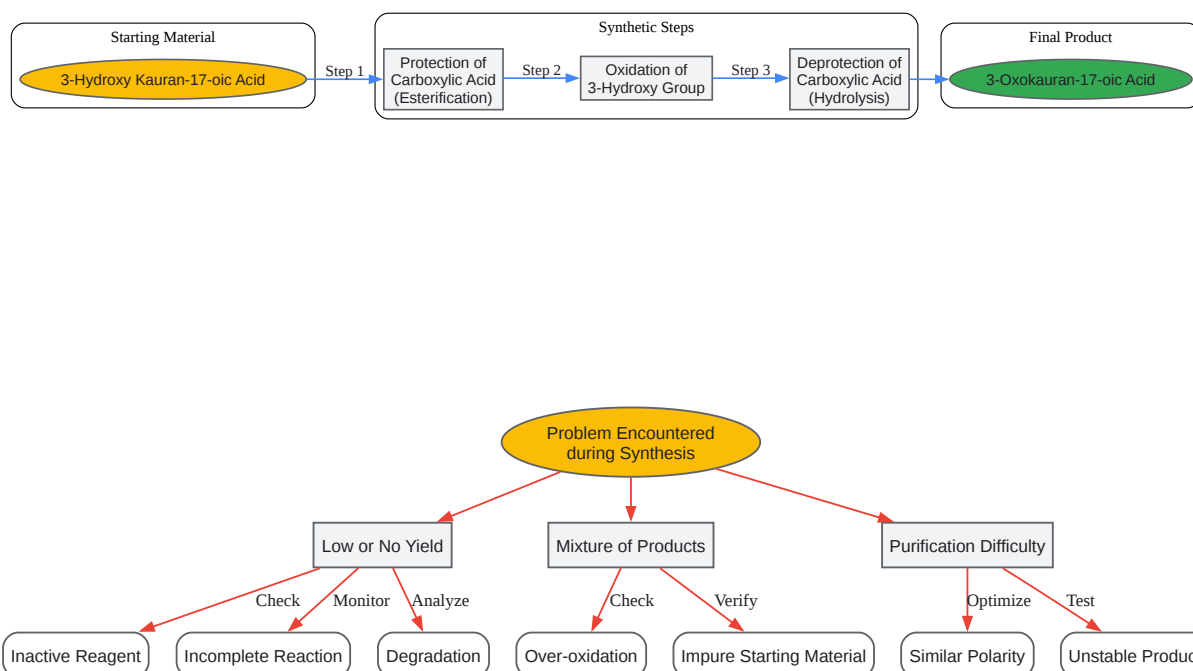 Starting Material
Synthetic Steps
Final Product
3-Hydroxy Kauran-17-oic Acid
Step 1
Protection of
Carboxylic Acid
(Esterification)
Step 2
Oxidation of
3-Hydroxy Group
Step 3
Deprotection of
Carboxylic Acid
(Hydrolysis)
3-Oxokauran-17-oic Acid
Problem Encountered
during Synthesis
Low or No Yield
Mixture of Products
Purification Difficulty
Check
Monitor
Analyze
Check
Verify
Optimize
Test
Inactive Reagent
Incomplete Reaction
Degradation
Over-oxidation
Impure Starting Material
Similar Polarity
Unstable Produc